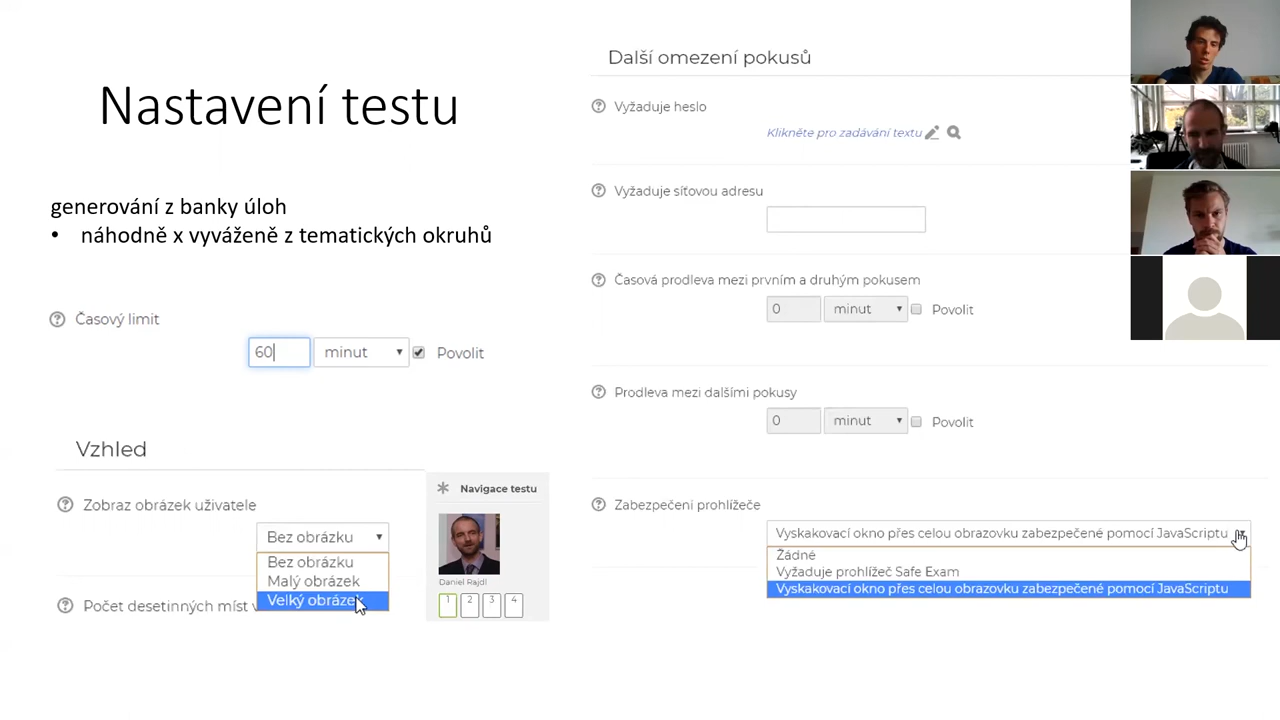 Nastavení testu
generování z banky úloh
• náhodně x vyváženě z tematických okruhů
Časový limit
60 minut Povolit
Vzhled
Zobraz obrázek uživatele
Bez obrázku
Bez obrázku
Malý obrázek
Velký obrázek
Počet desetinných míst v
Navigace testu
Daniel Rajdl
1 2 3 4
Další omezení pokusů
Vyžaduje heslo
Klikněte pro zadávání textu
Vyžaduje síťovou adresu
Časová prodleva mezi prvním a druhým pokusem
0 minut Povolit
Prodleva mezi dalšími pokusy
0 minut Povolit
Zabezpečeni prohlížeče
Vyskakovací okno přes celou obrazovku zabezpečené pomocí JavaScriptu
Žádné
Vyžaduje prohlížeč Safe Exam
Vyskakovací okno přes celou obrazovku zabezpečené pomocí JavaScriptu